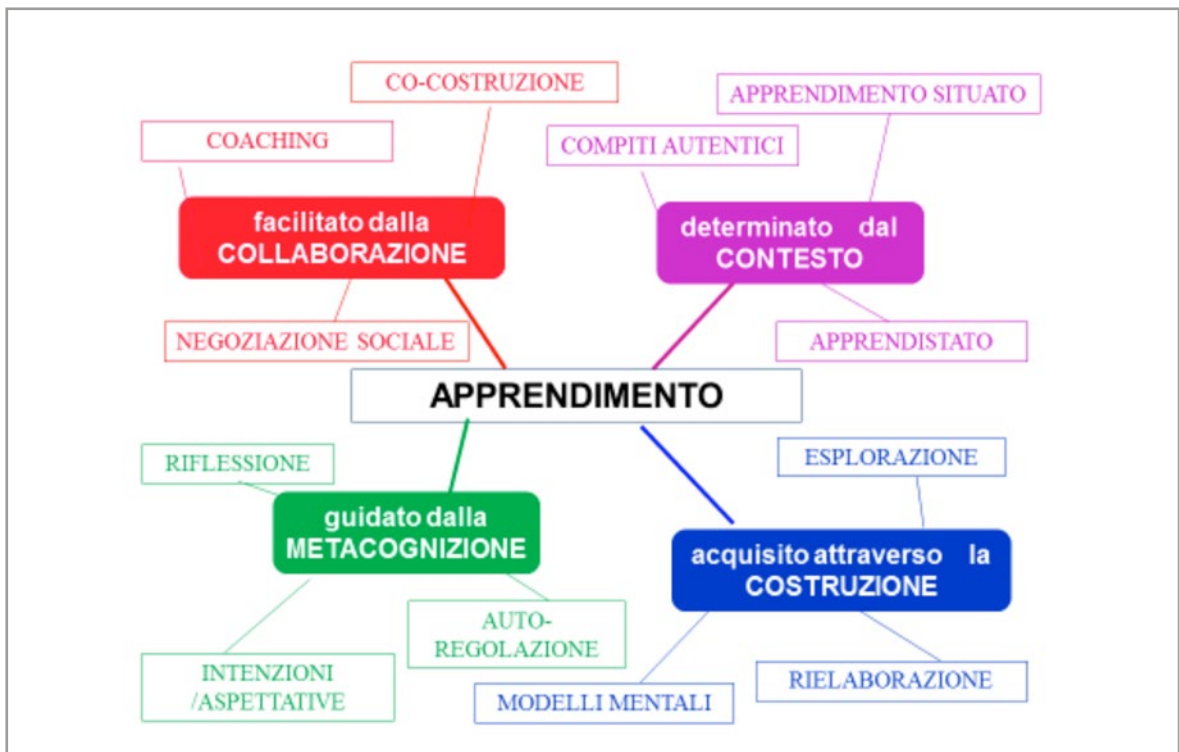 CO-COSTRUZIONE
COACHING
facilitato dalla
COLLABORAZIONE
NEGOZIAZIONE SOCIALE
APPRENDIMENTO SITUATO
COMPITI AUTENTICI
determinato dal
CONTESTO
APPRENDISTATO
APPRENDIMENTO
RIFLESSIONE
guidato dalla
METACOGNIZIONE
AUTO-
REGOLAZIONE
INTENZIONI
/ASPETTATIVE
ESPLORAZIONE
acquisito attraverso la
COSTRUZIONE
MODELLI MENTALI
RIELABORAZIONE